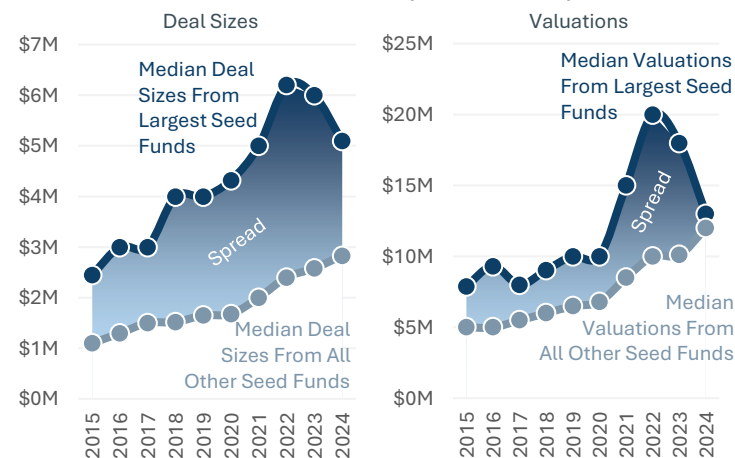 Deal Sizes
$7M
$6M
$5M
$4M
$3M
$2M
$1M
$0M
Median Deal
Sizes From
Largest Seed
Funds
Spread
Median Deal
Sizes From All
Other Seed Funds
2015
2016
2017
2018
2019
2020
2021
2022
2023
2024
Valuations
$25M
$20M
$15M
$10M
$5M
$0M
Median Valuations
From Largest Seed
Funds
Spread
Median
Valuations From
All Other Seed Funds
2015
2016
2017
2018
2019
2020
2021
2022
2023
2024